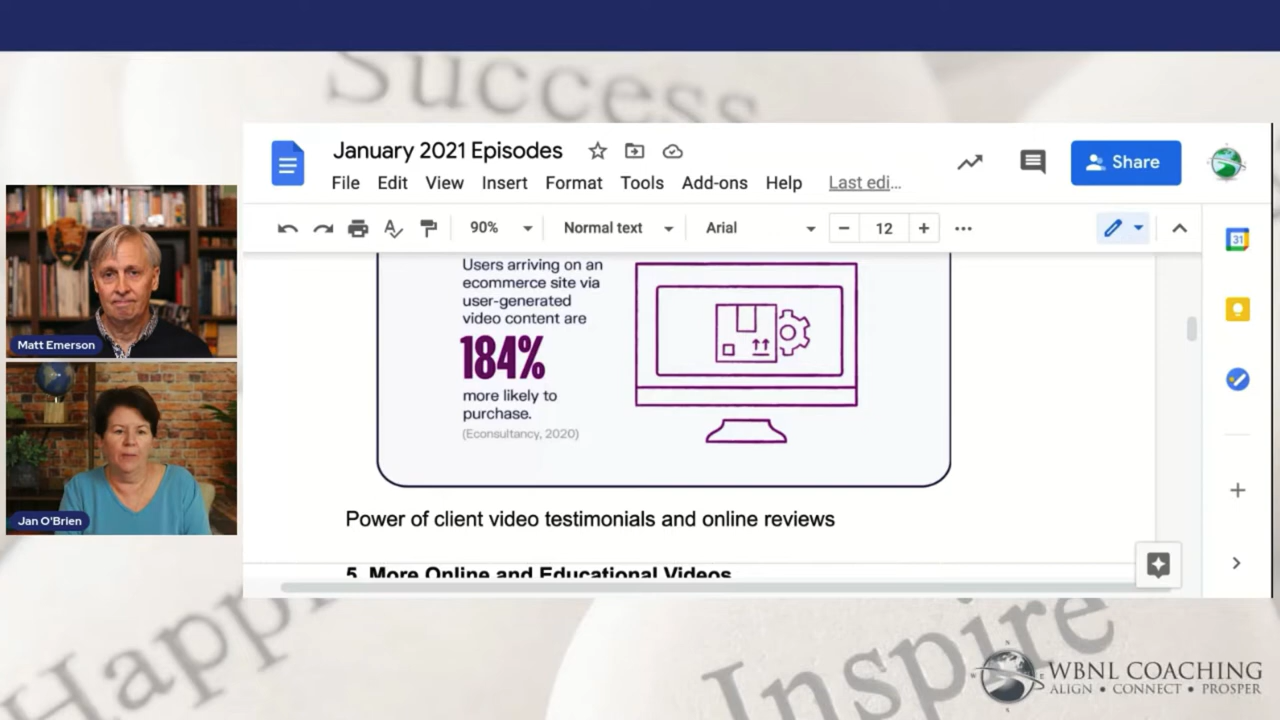 Success
January 2021 Episodes
File Edit View Insert Format Tools Add-ons Help Last edi...
Share
90% Normal text Arial 12
31
Users arriving on an
ecommerce site via
user-generated
video content are
184%
more likely to
purchase.
(Econsultancy, 2020)
Power of client video testimonials and online reviews
5. More Online and Educational Videos
Matt Emerson
Jan O'Brien
Happi
Inspire
WBNL COACHING
ALIGN • CONNECT • PROSPER